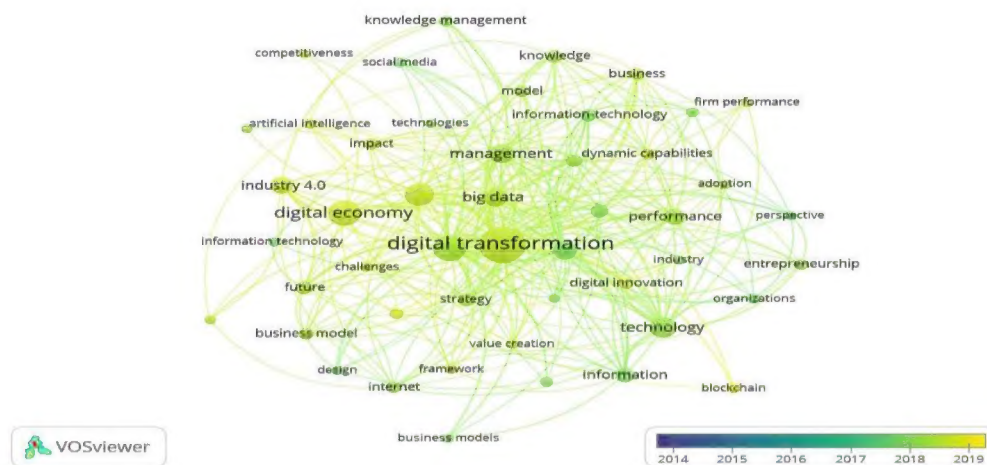 knowledge management
competitiveness
social media
knowledge
business
model
firm performance
artificial intelligence
technologies
information technology
impact
management
dynamic capabilities
industry 4.0
big data
adoption
digital economy
performance
perspective
information technology
digital transformation
challenges
industry
entrepreneurship
future
digital innovation
strategy
organizations
business model
technology
value creation
design
framework
information
internet
blockchain
business models
VOSviewer
2014 2015 2016 2017 2018 2019